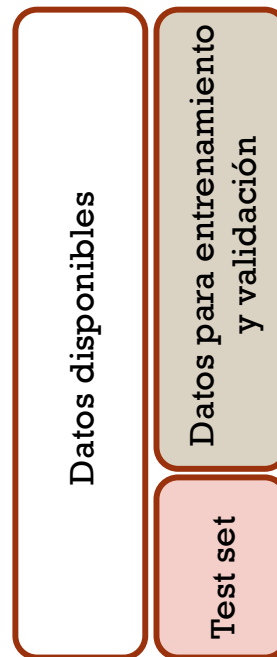 Datos disponibles
Datos para entrenamiento
y validación
Test set